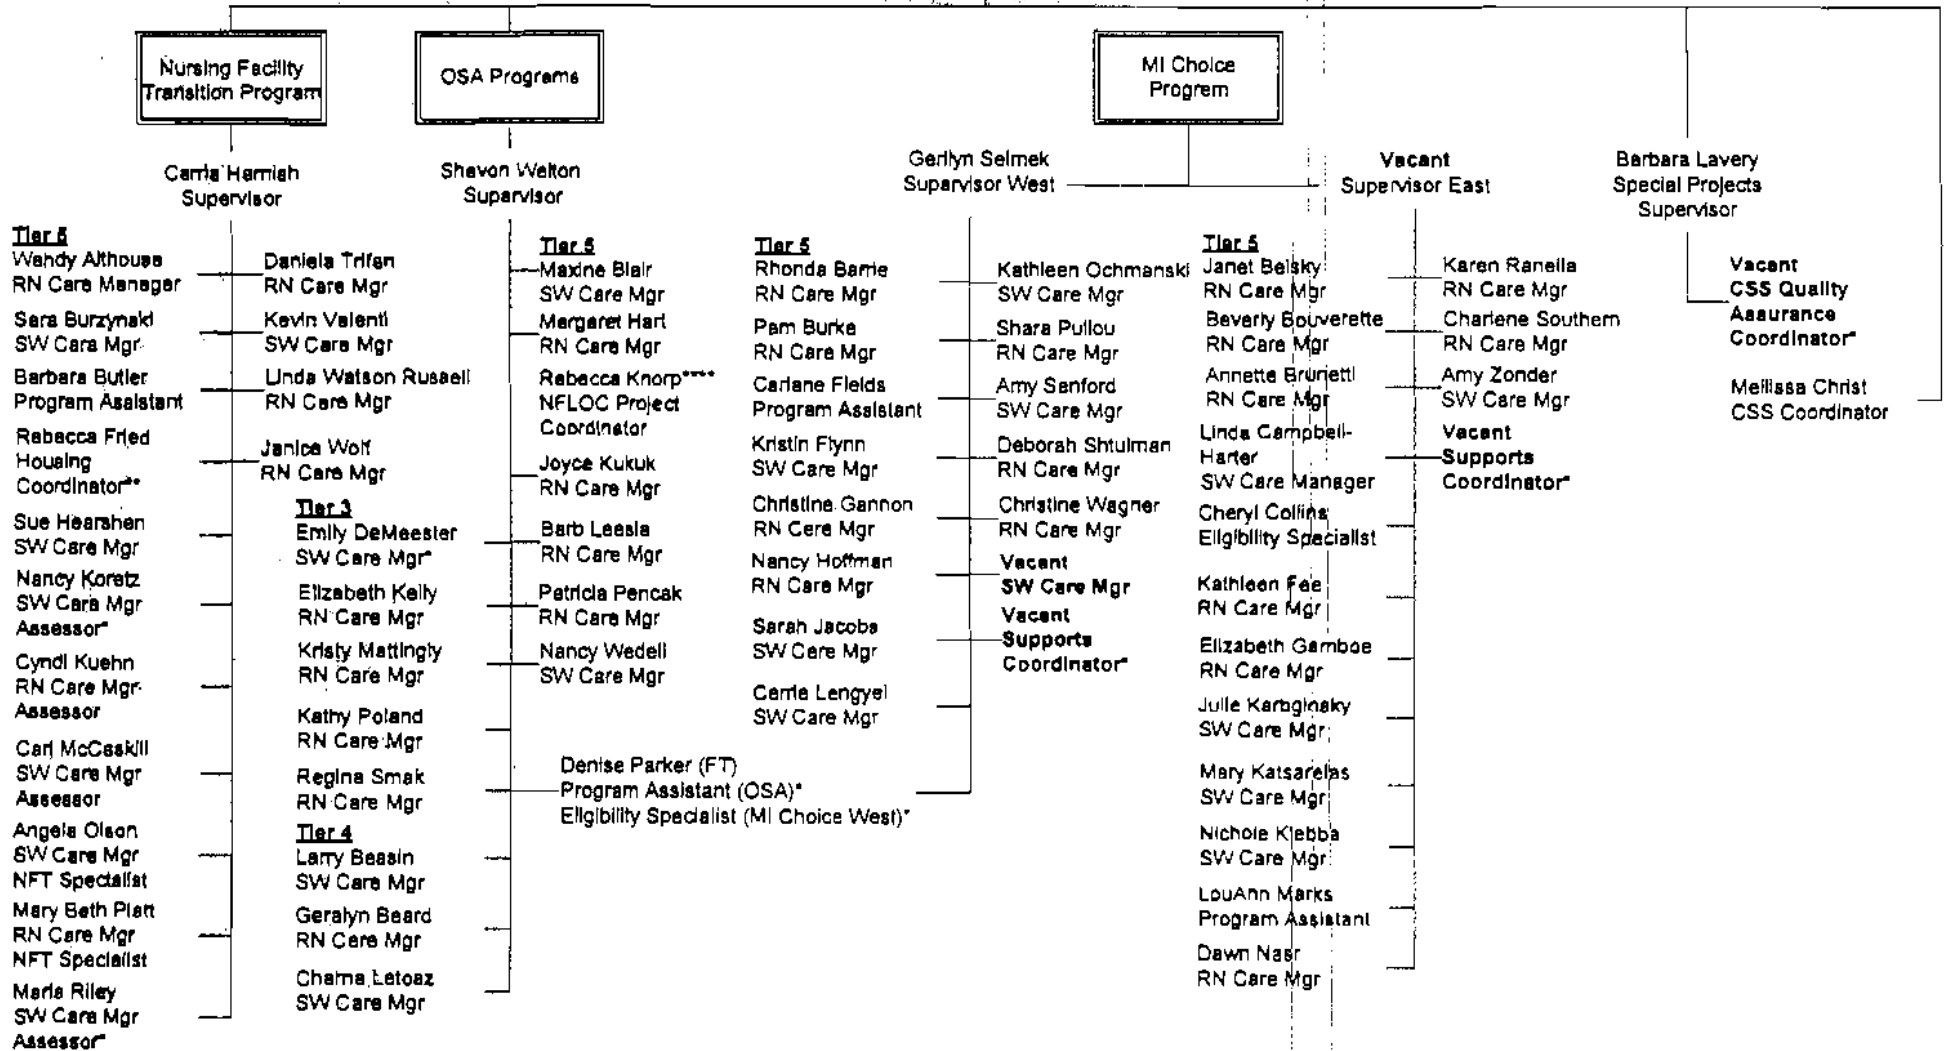 Nursing Facility
Transition Program
OSA Programs
MI Choice
Program
Carria Harnish
Supervisor
Shavon Walton
Supervisor
Gerilyn Selmek
Supervisor West
Vacant
Supervisor East
Barbara Lavery
Special Projects
Supervisor
Tier 5
Wendy Althouse
RN Care Manager
Sara Burzynski
SW Care Mgr
Barbara Butler
Program Assistant
Rebecca Fried
Housing
Coordinator**
Sue Hearshen
SW Care Mgr
Nancy Koretz
SW Care Mgr
Assessor*
Cyndi Kuehn
RN Care Mgr
Assessor
Carl McCaskill
SW Care Mgr
Assessor
Angela Olson
SW Care Mgr
NFT Specialist
Mary Beth Platt
RN Care Mgr
NFT Specialist
Marla Riley
SW Care Mgr
Assessor*
Daniela Trifan
RN Care Mgr
Kevin Valenti
SW Care Mgr
Linda Watson Russell
RN Care Mgr
Janice Wolf
RN Care Mgr
Tier 3
Emily DeMeester
SW Care Mgr*
Elizabeth Kelly
RN Care Mgr
Kristy Mattingly
RN Care Mgr
Kathy Poland
RN Care Mgr
Regina Smak
RN Care Mgr
Tier 4
Larry Beasin
SW Care Mgr
Geralyn Beard
RN Care Mgr
Charna Letoaz
SW Care Mgr
Tier 5
Maxine Blair
SW Care Mgr
Margaret Hart
RN Care Mgr
Rebecca Knorp****
NFLOC Project
Coordinator
Joyce Kukuk
RN Care Mgr
Barb Leesia
RN Care Mgr
Patricia Pencak
RN Care Mgr
Nancy Wedell
SW Care Mgr
Denise Parker (FT)
Program Assistant (OSA)*
Eligibility Specialist (MI Choice West)*
Tier 5
Rhonda Barrie
RN Care Mgr
Pam Burke
RN Care Mgr
Carlane Fields
Program Assistant
Kristin Flynn
SW Care Mgr
Christine Gannon
RN Care Mgr
Nancy Hoffman
RN Care Mgr
Sarah Jacobs
SW Care Mgr
Carrie Lengyel
SW Care Mgr
Kathleen Ochmanski
SW Care Mgr
Shara Pullou
RN Care Mgr
Amy Sanford
SW Care Mgr
Deborah Shtulman
RN Care Mgr
Christine Wagner
RN Care Mgr
Vacant
SW Care Mgr
Vacant
Supports
Coordinator*
Tier 5
Janet Belsky
RN Care Mgr
Beverly Bouverette
RN Care Mgr
Annette Brunetti
RN Care Mgr
Linda Campbell-
Harter
SW Care Manager
Cheryl Collins
Eligibility Specialist
Kathleen Fee
RN Care Mgr
Elizabeth Gamboe
RN Care Mgr
Julie Karoginsky
SW Care Mgr
Mary Katsarelas
SW Care Mgr
Nichole Klebba
SW Care Mgr
LouAnn Marks
Program Assistant
Dawn Nasr
RN Care Mgr
Karen Ranella
RN Care Mgr
Charlene Southern
RN Care Mgr
Amy Zonder
SW Care Mgr
Vacant
Supports
Coordinator*
Vacant
CSS Quality
Assurance
Coordinator*
Mellissa Christ
CSS Coordinator